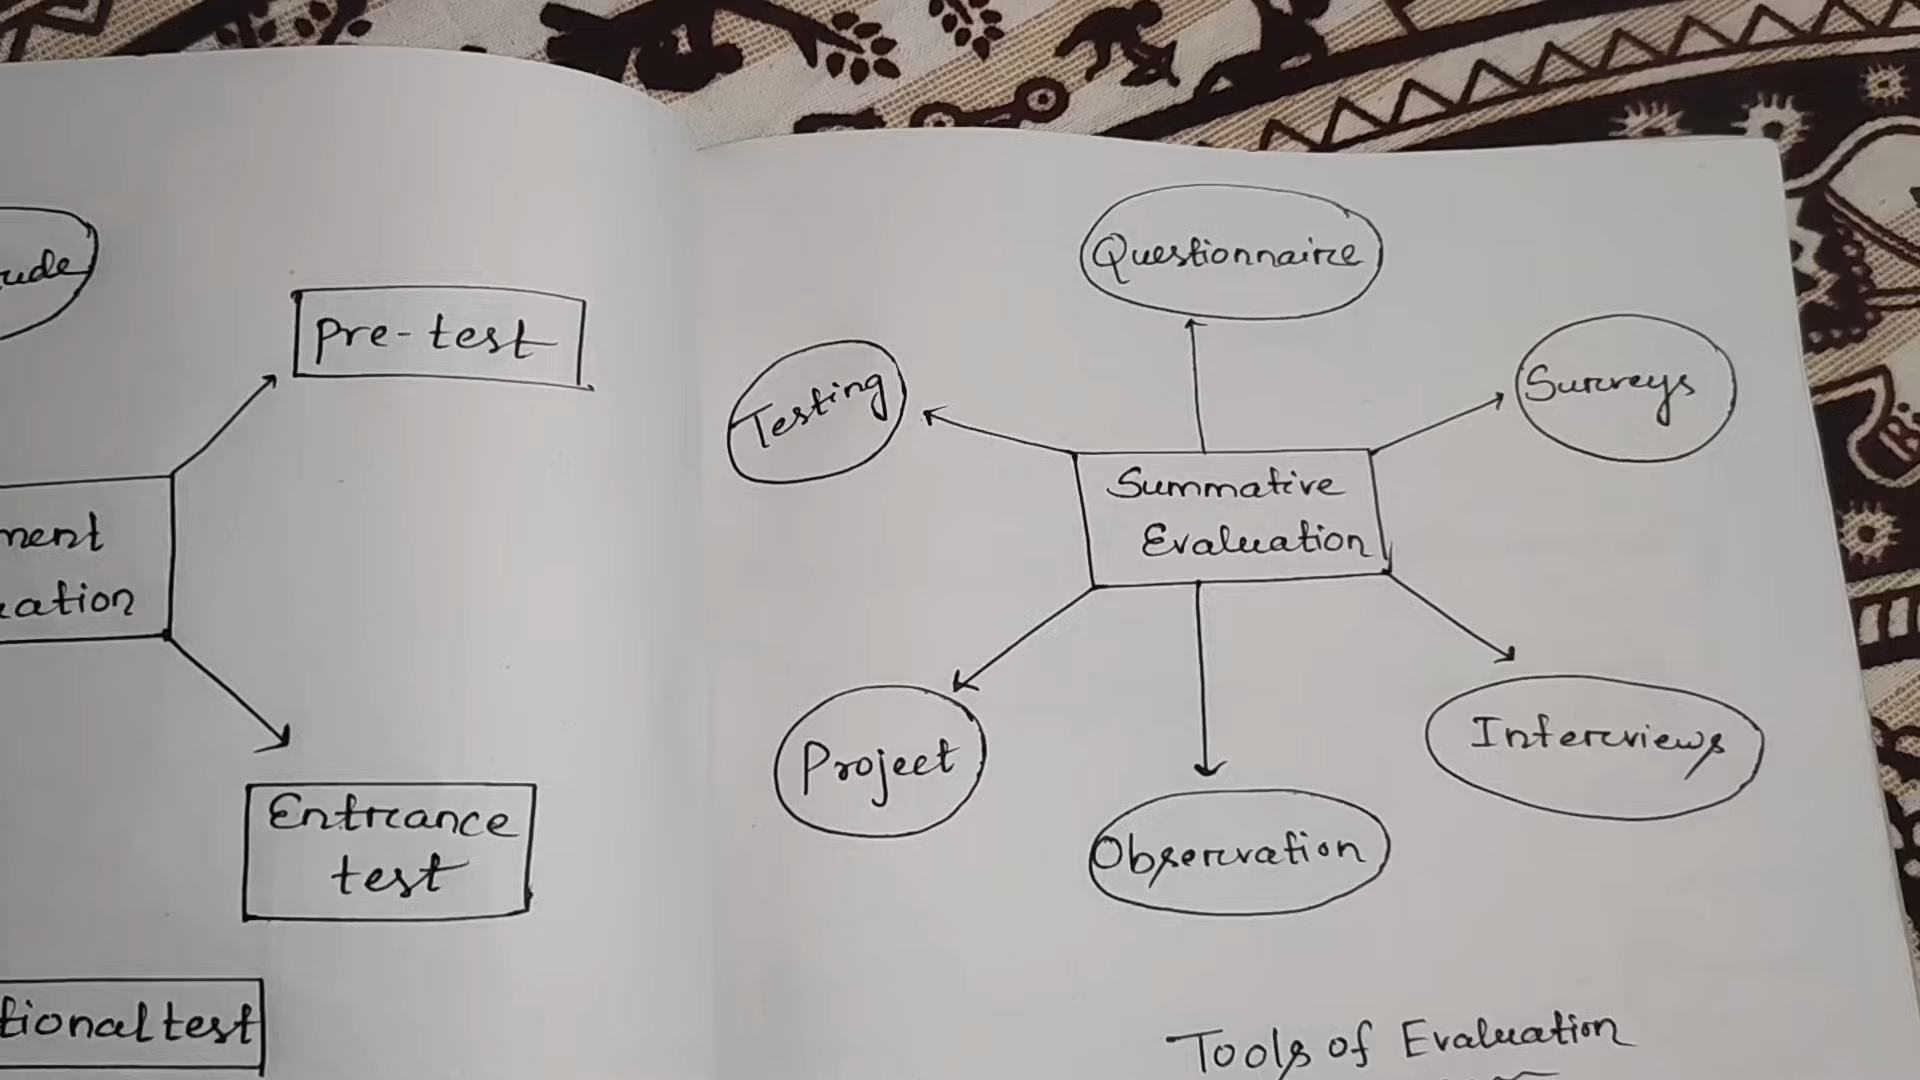 Pre-test
Entrance
test
Questionnaire
Testing
Surveys
Summative
Evaluation
Project
Interviews
Observation
Tools of Evaluation